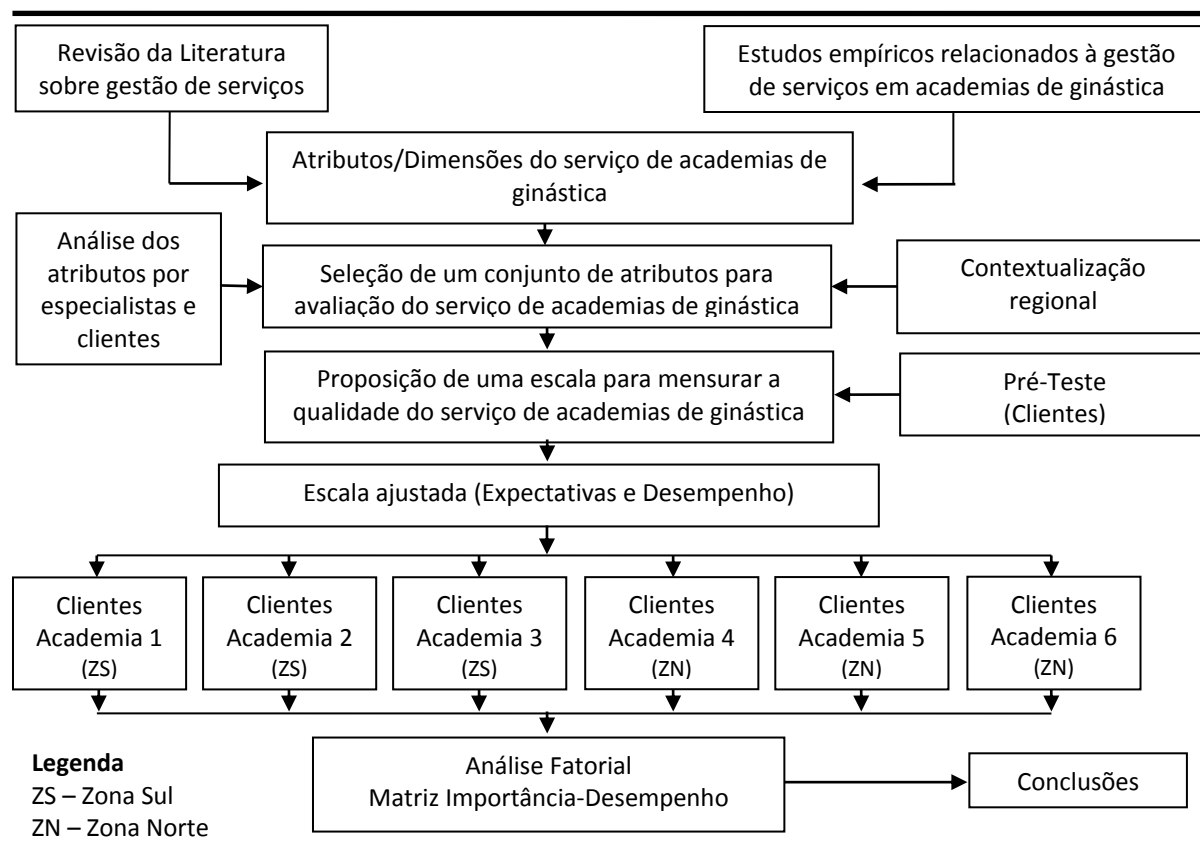 Revisão da Literatura
sobre gestão de serviços
Estudos empíricos relacionados à gestão
de serviços em academias de ginástica
Atributos/Dimensões do serviço de academias de
ginástica
Análise dos
atributos por
especialistas e
clientes
Seleção de um conjunto de atributos para
avaliação do serviço de academias de ginástica
Contextualização
regional
Proposição de uma escala para mensurar a
qualidade do serviço de academias de ginástica
Pré-Teste
(Clientes)
Escala ajustada (Expectativas e Desempenho)
Clientes
Academia 1
(ZS)
Clientes
Academia 2
(ZS)
Clientes
Academia 3
(ZS)
Clientes
Academia 4
(ZN)
Clientes
Academia 5
(ZN)
Clientes
Academia 6
(ZN)
Legenda
ZS – Zona Sul
ZN – Zona Norte
Análise Fatorial
Matriz Importância-Desempenho
Conclusões